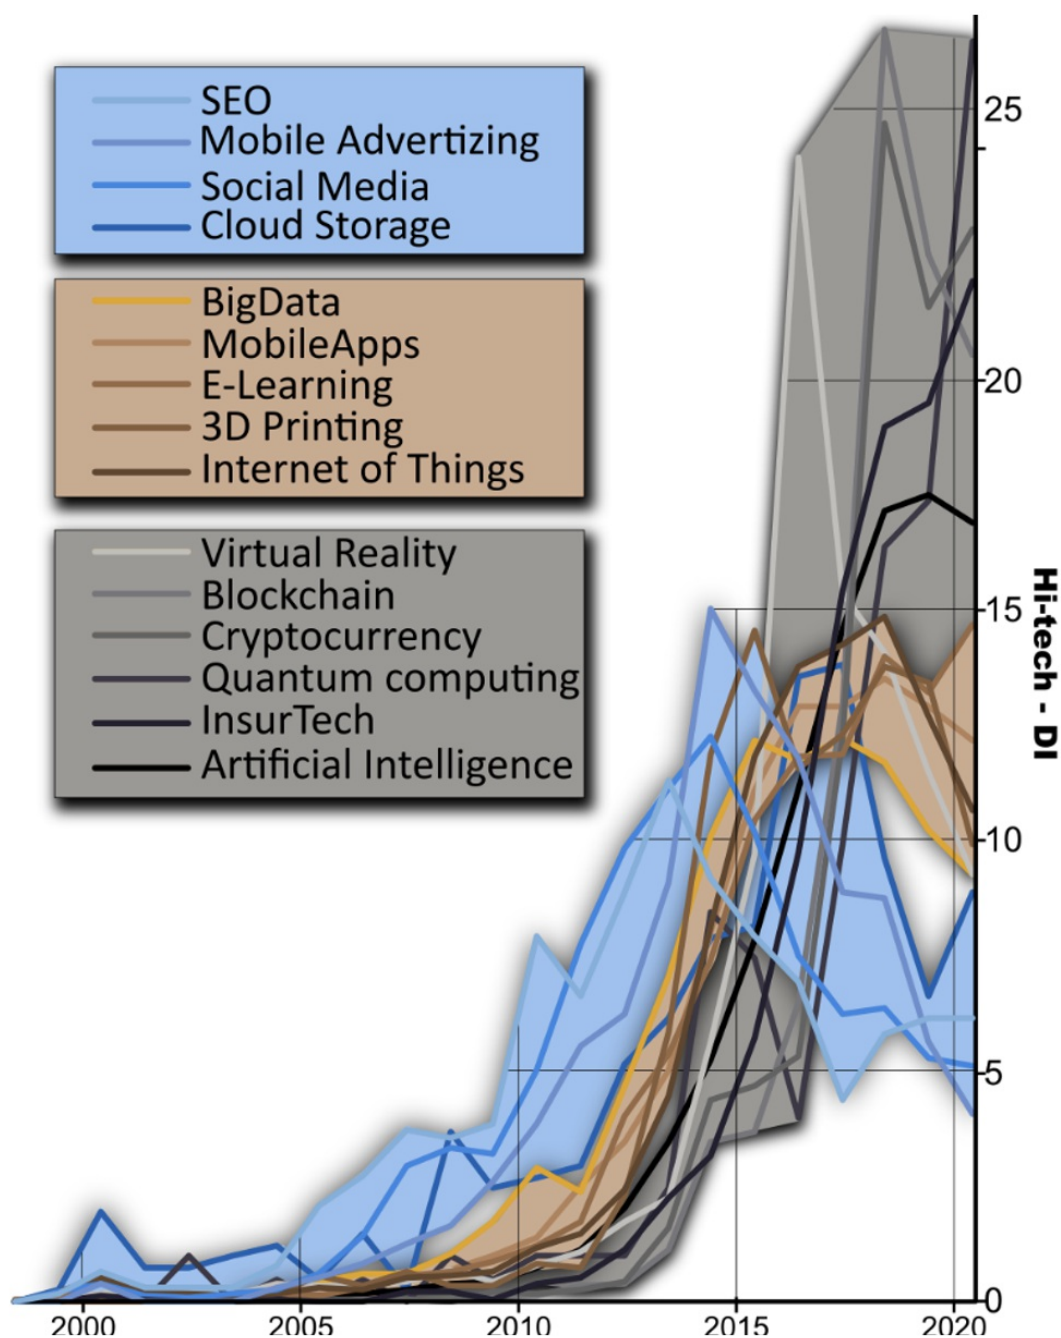 SEO
Mobile Advertizing
Social Media
Cloud Storage
BigData
MobileApps
E-Learning
3D Printing
Internet of Things
Virtual Reality
Blockchain
Cryptocurrency
Quantum computing
InsurTech
Artificial Intelligence
25
20
15
10
5
0
Hi-tech - DI
2000 2005 2010 2015 2020